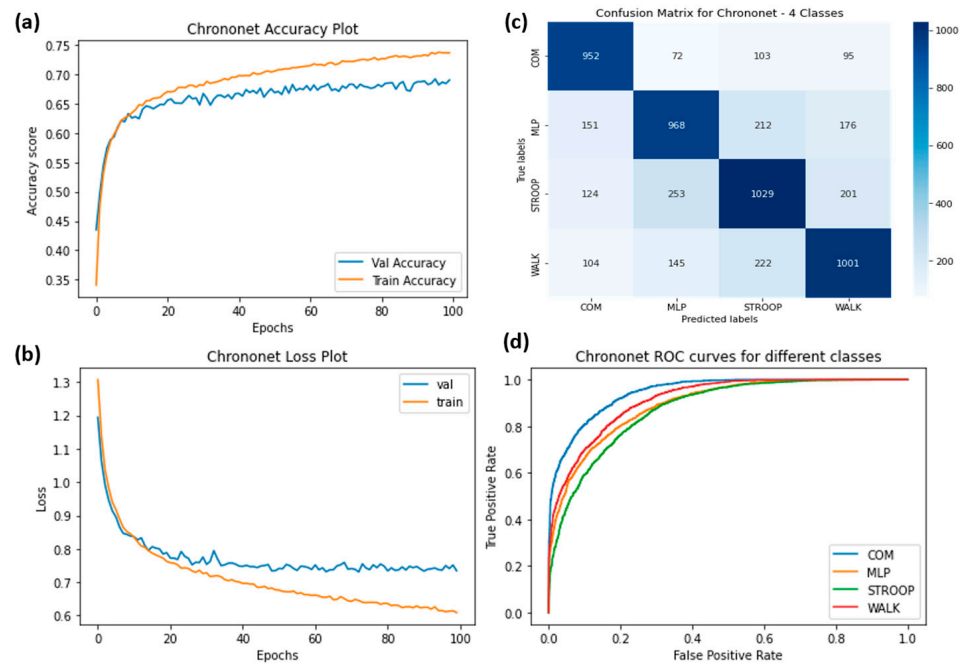 (a)
Chrononet Accuracy Plot
0.75
0.70
0.65
0.60
0.55
0.50
0.45
0.40
0.35
Accuracy score
Val Accuracy
Train Accuracy
0 20 40 60 80 100
Epochs
(b)
Chrononet Loss Plot
1.3
1.2
1.1
1.0
0.9
0.8
0.7
0.6
Loss
val
train
0 20 40 60 80 100
Epochs
(c)
Confusion Matrix for Chrononet - 4 Classes
True labels
COM 952 72 103 95
MLP 151 968 212 176
STROOP 124 253 1029 201
WALK 104 145 222 1001
COM MLP STROOP WALK
Predicted labels
1000
800
600
400
200
(d)
Chrononet ROC curves for different classes
1.0
0.8
0.6
0.4
0.2
0.0
True Positive Rate
COM
MLP
STROOP
WALK
0.0 0.2 0.4 0.6 0.8 1.0
False Positive Rate